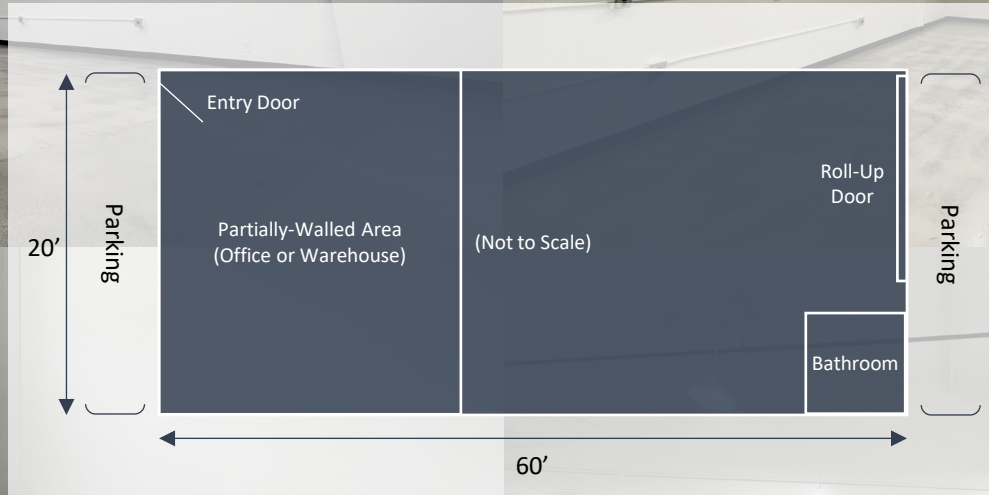 Entry Door
Parking
20’
Partially-Walled Area
(Office or Warehouse)
(Not to Scale)
Roll-Up
Door
Parking
Bathroom
60’